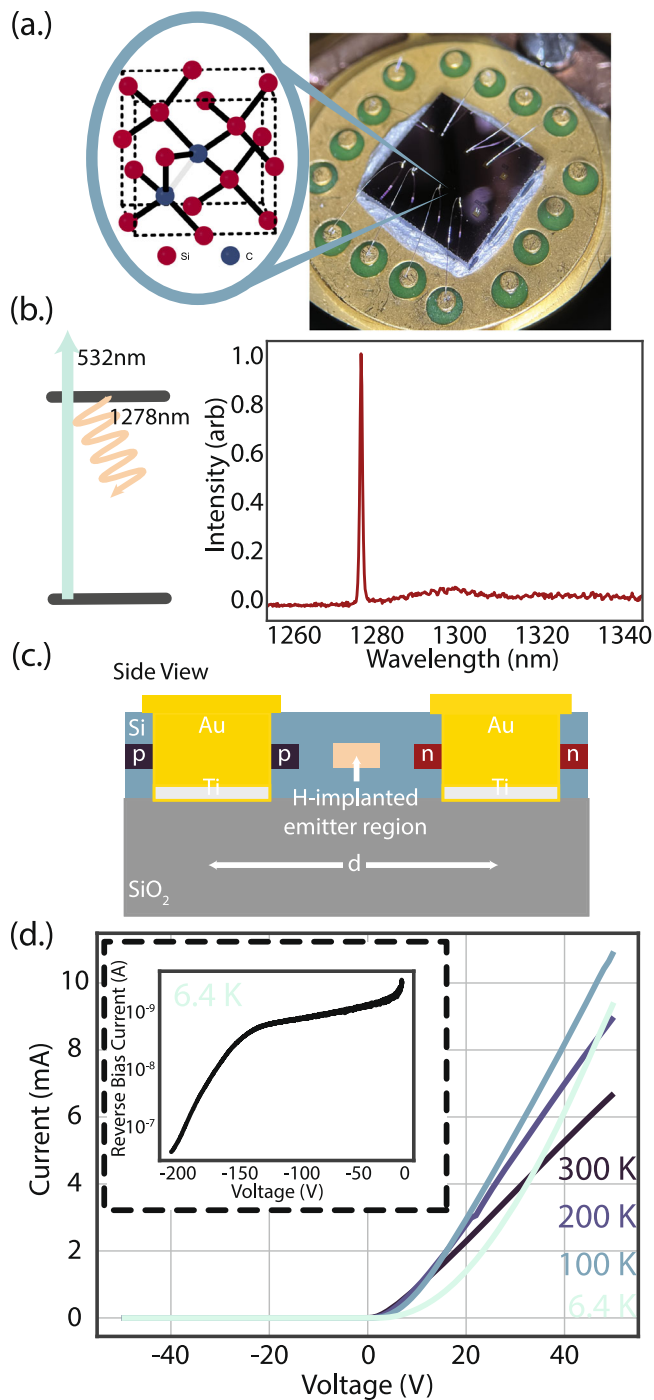 (a.)
Si C
(b.)
532nm
1278nm
Intensity (arb)
1.0
0.8
0.6
0.4
0.2
0.0
1260 1280 1300 1320 1340
Wavelength (nm)
(c.)
Side View
Si Au Au
p p n n
Ti Ti
H-implanted
emitter region
d
SiO₂
(d.)
Current (mA)
10
8
6
4
2
0
-40 -20 0 20 40
Voltage (V)
300 K
200 K
100 K
6.4 K
6.4 K
Reverse Bias Current (A)
10⁻⁹
10⁻⁸
10⁻⁷
-200 -150 -100 -50 0
Voltage (V)